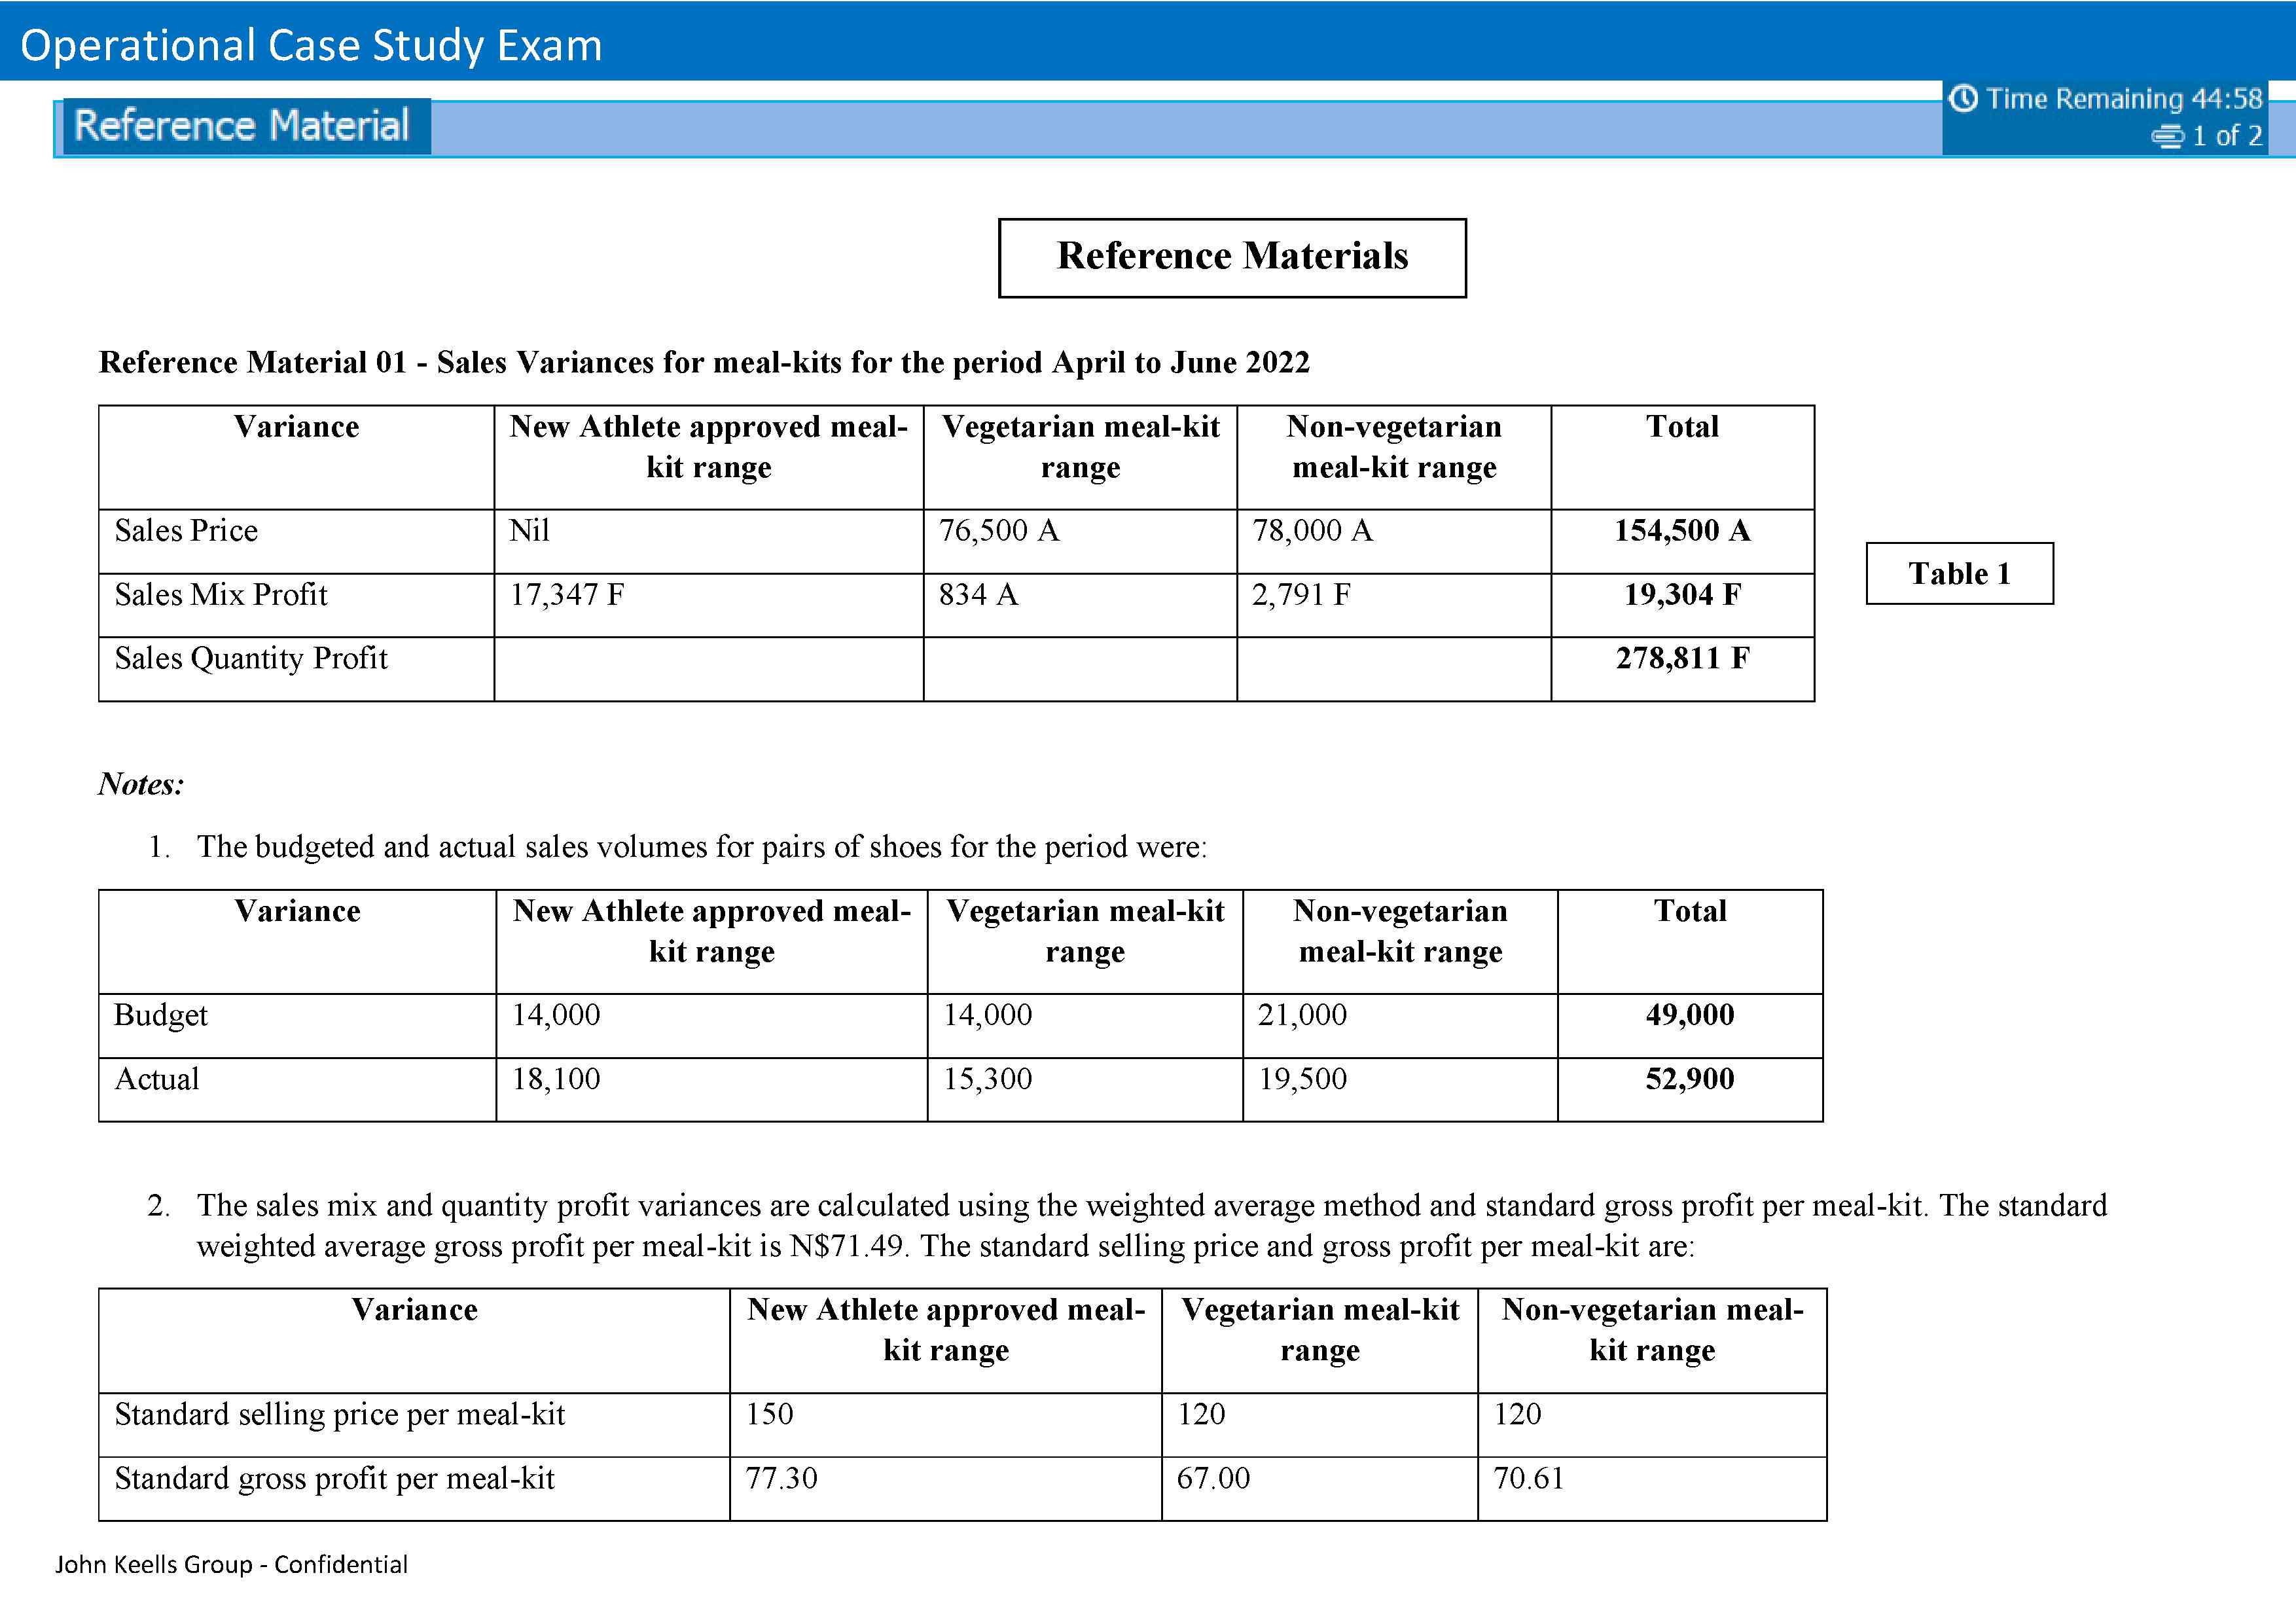 Operational Case Study Exam
Reference Material
Time Remaining 44:58
1 of 2
Reference Materials
Reference Material 01 - Sales Variances for meal-kits for the period April to June 2022
Variance New Athlete approved meal- Vegetarian meal-kit Non-vegetarian Total
kit range range meal-kit range
Sales Price Nil 76,500 A 78,000 A 154,500 A
Sales Mix Profit 17,347 F 834 A 2,791 F 19,304 F
Sales Quantity Profit 278,811 F
Table 1
Notes:
1. The budgeted and actual sales volumes for pairs of shoes for the period were:
Variance New Athlete approved meal- Vegetarian meal-kit Non-vegetarian Total
kit range range meal-kit range
Budget 14,000 14,000 21,000 49,000
Actual 18,100 15,300 19,500 52,900
2. The sales mix and quantity profit variances are calculated using the weighted average method and standard gross profit per meal-kit. The standard
weighted average gross profit per meal-kit is N$71.49. The standard selling price and gross profit per meal-kit are:
Variance New Athlete approved meal- Vegetarian meal-kit Non-vegetarian meal-
kit range range kit range
Standard selling price per meal-kit 150 120 120
Standard gross profit per meal-kit 77.30 67.00 70.61
John Keells Group - Confidential